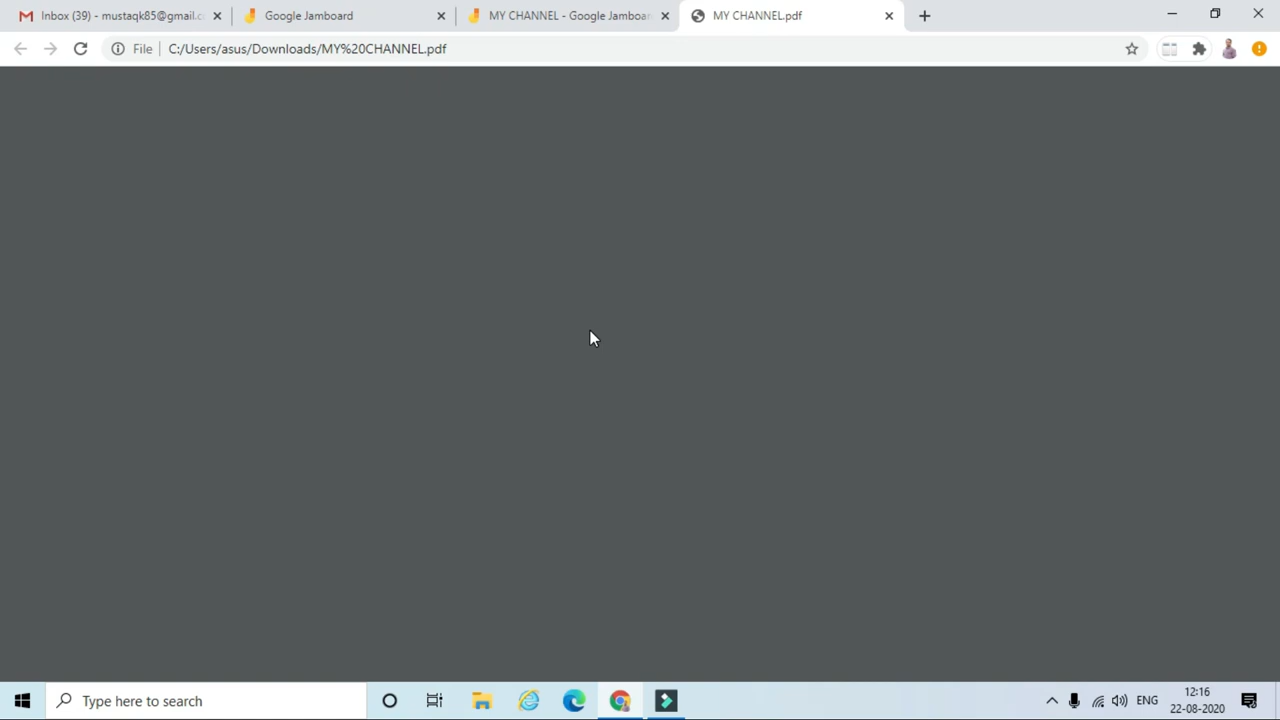 Inbox (39) - mustaqk85@gmail.c
Google Jamboard
MY CHANNEL - Google Jamboar
MY CHANNEL.pdf
File
C:/Users/asus/Downloads/MY%20CHANNEL.pdf
Type here to search
ENG
12:16
22-08-2020